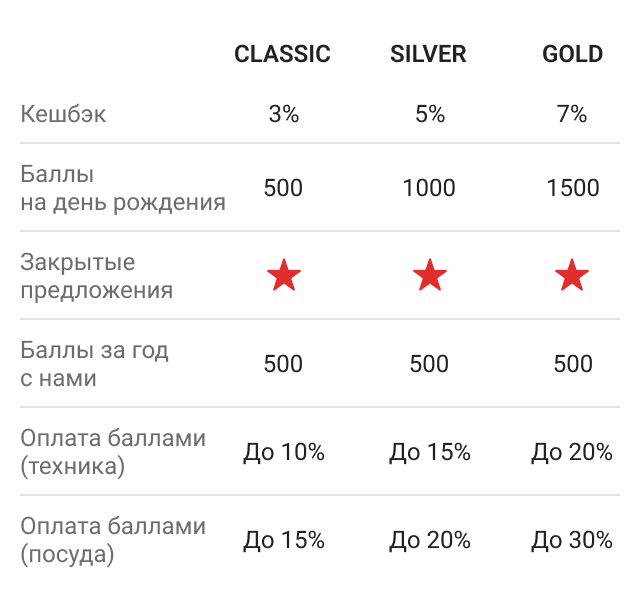 CLASSIC SILVER GOLD
Кешбэк 3% 5% 7%
Баллы
на день рождения 500 1000 1500
Закрытые
предложения
Баллы за год
с нами 500 500 500
Оплата баллами
(техника) До 10% До 15% До 20%
Оплата баллами
(посуда) До 15% До 20% До 30%